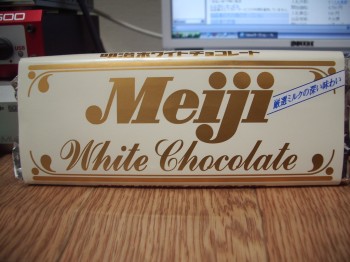 500
明治ホワイトチョコレート
Meiji
厳選ミルクの深い味わい
White Chocolate